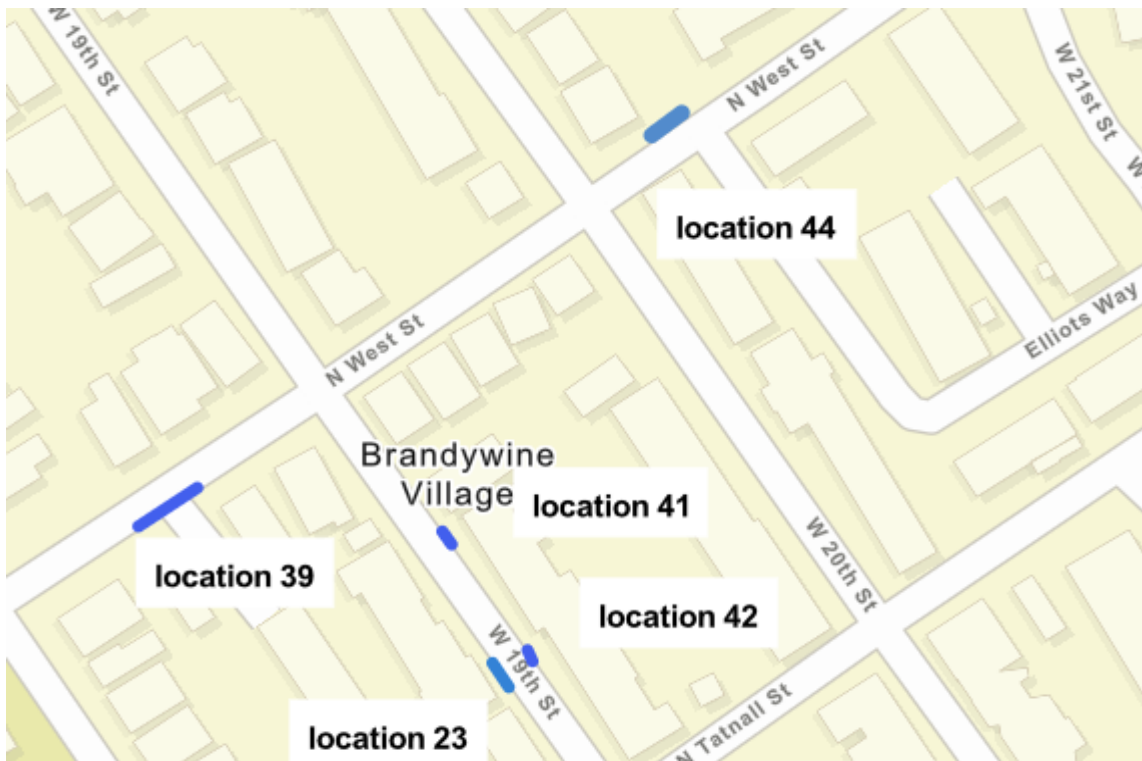 W 19th St
N West St
W 21st St
W
location 44
Elliots Way
N West St
Brandywine
Village
location 41
location 39
W 20th St
location 42
W 19th St
N Tatnall St
location 23